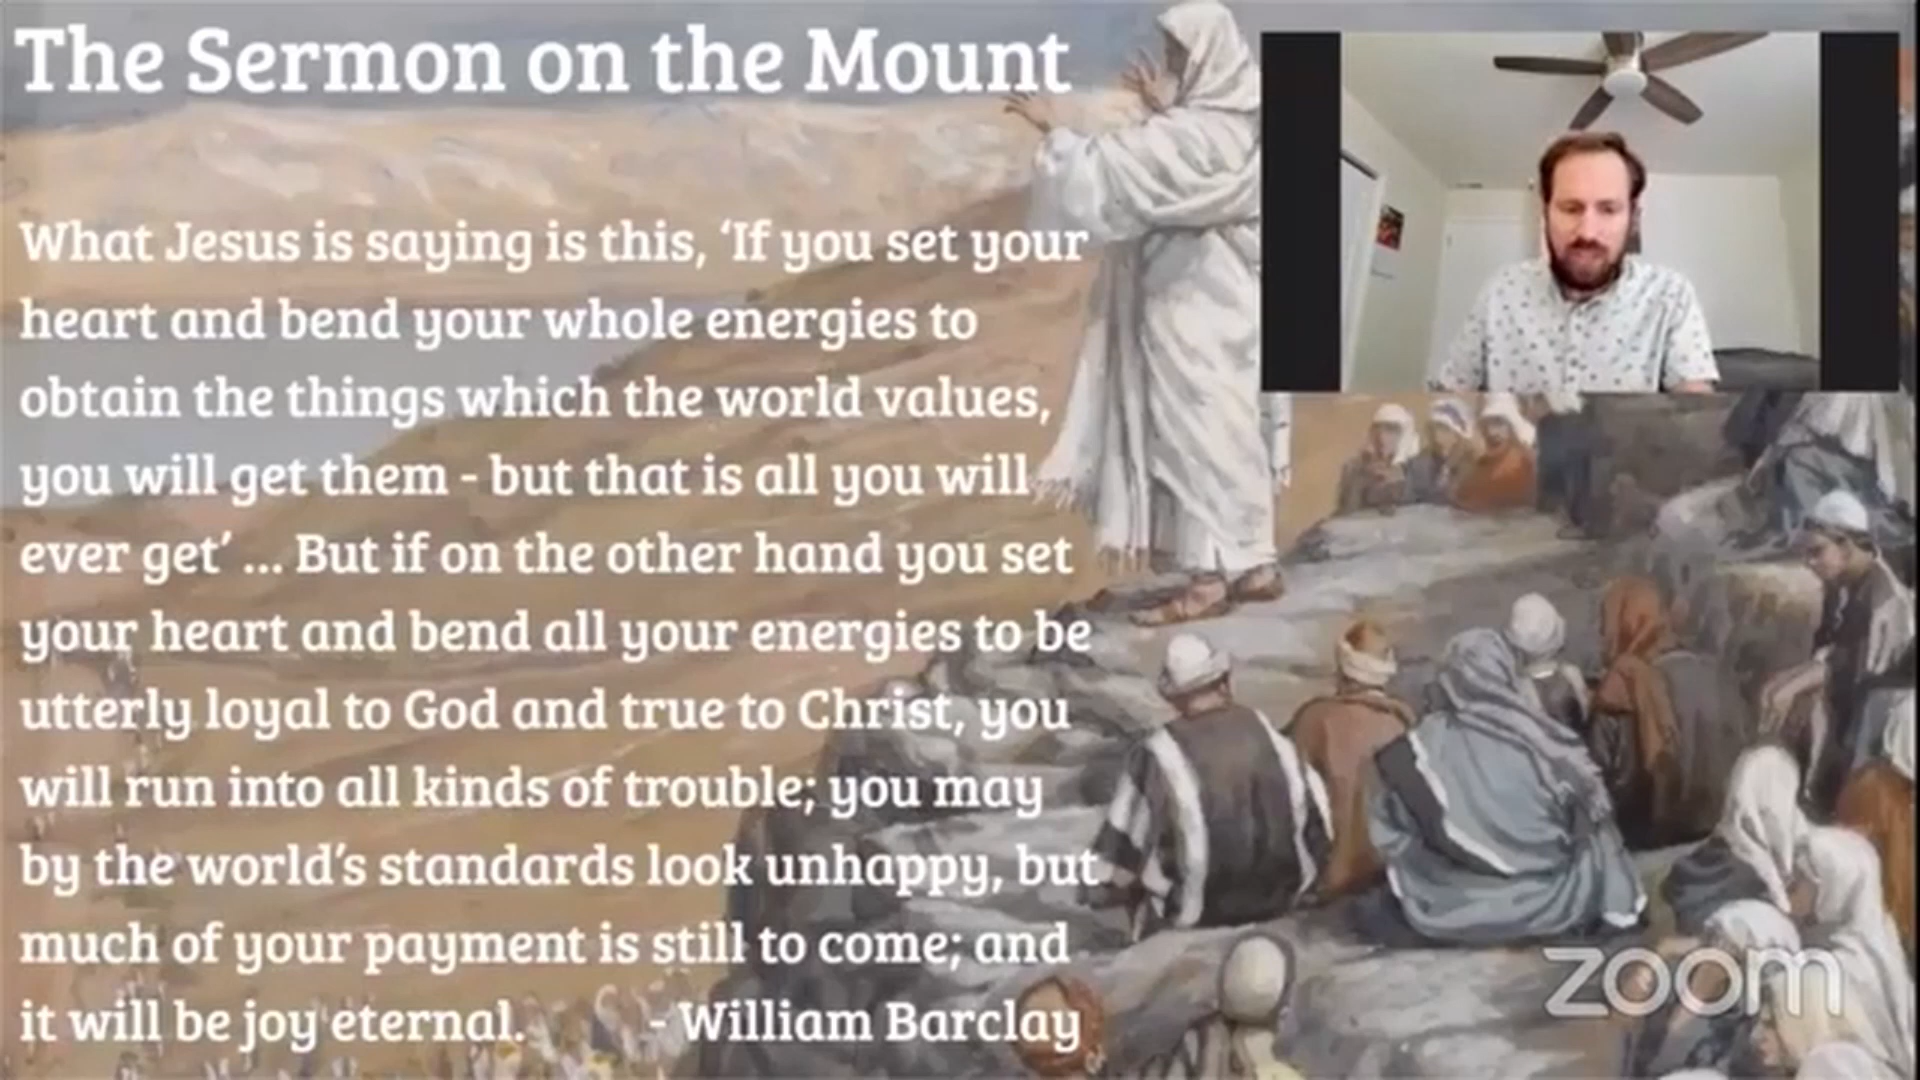 The Sermon on the Mount
What Jesus is saying is this, ‘If you set your
heart and bend your whole energies to
obtain the things which the world values,
you will get them - but that is all you will
ever get’ ... But if on the other hand you set
your heart and bend all your energies to be
utterly loyal to God and true to Christ, you
will run into all kinds of trouble; you may
by the world’s standards look unhappy, but
much of your payment is still to come; and
it will be joy eternal. - William Barclay
zoom